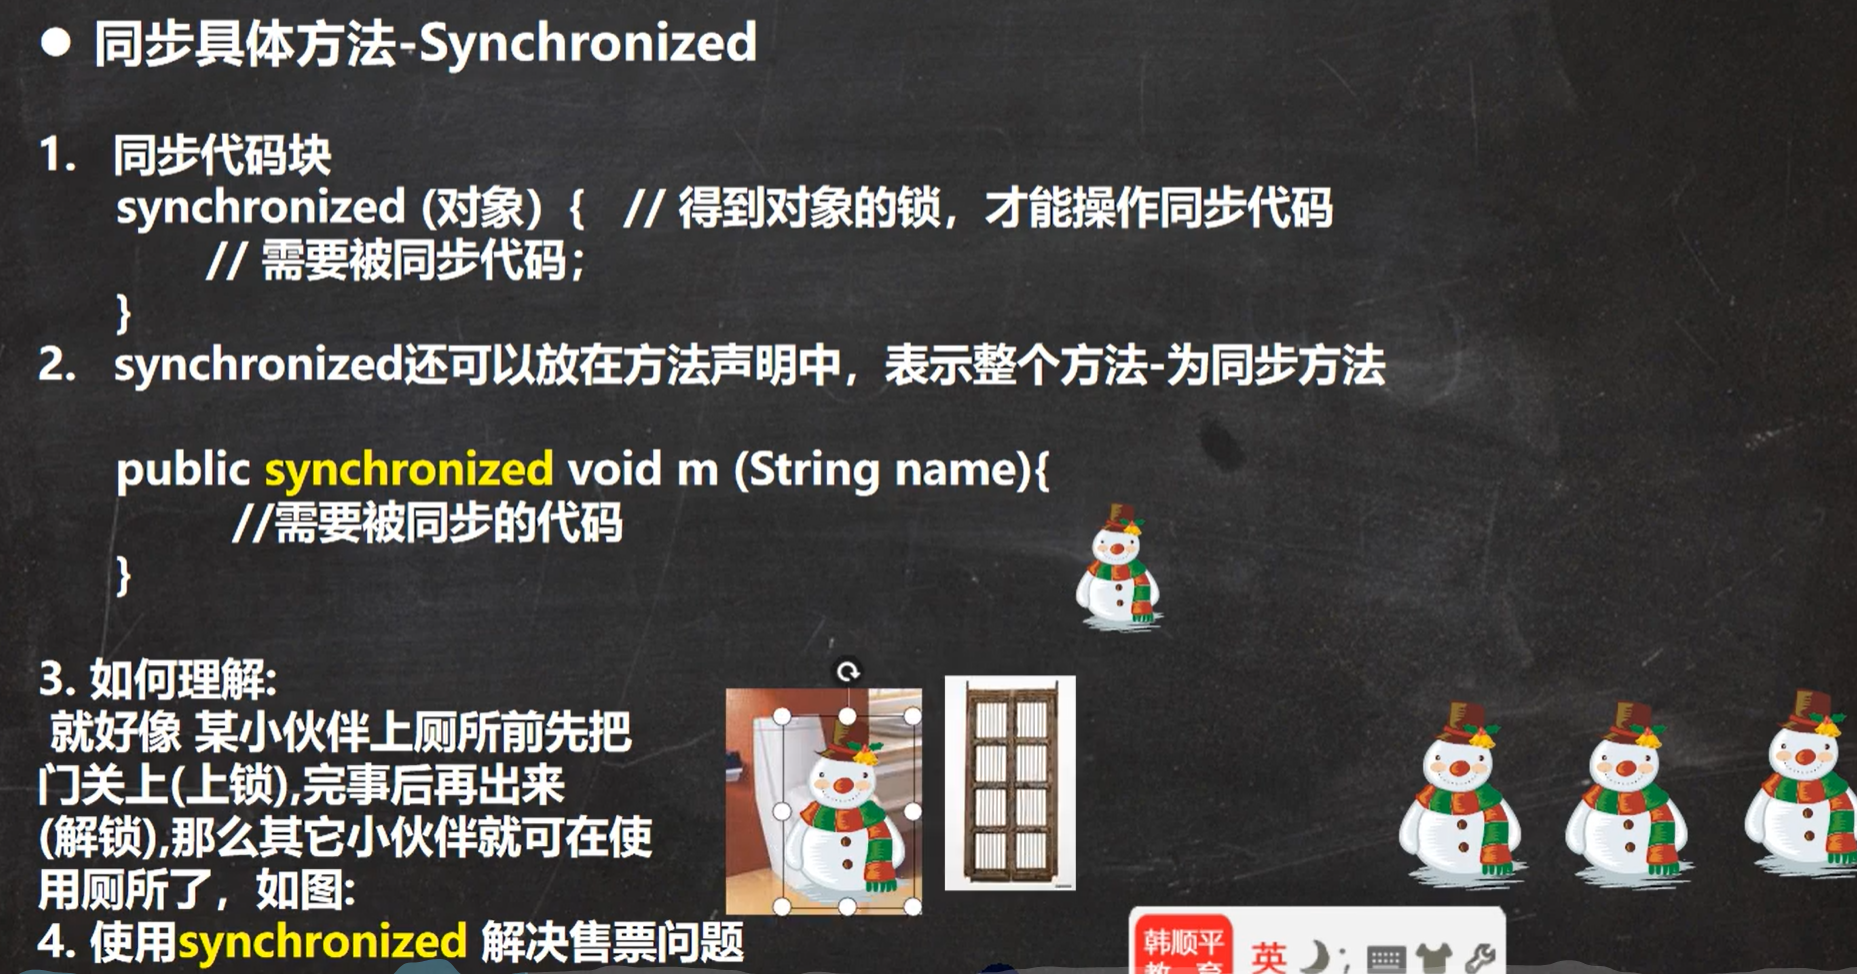 ● 同步具体方法-Synchronized
1. 同步代码块
synchronized (对象) { // 得到对象的锁，才能操作同步代码
// 需要被同步代码;
}
2. synchronized还可以放在方法声明中，表示整个方法-为同步方法
public synchronized void m (String name){
//需要被同步的代码
}
3. 如何理解:
就好像 某小伙伴上厕所前先把
门关上(上锁),完事后再出来
(解锁),那么其它小伙伴就可在使
用厕所了，如图:
4. 使用synchronized 解决售票问题
韩顺平
教育
英